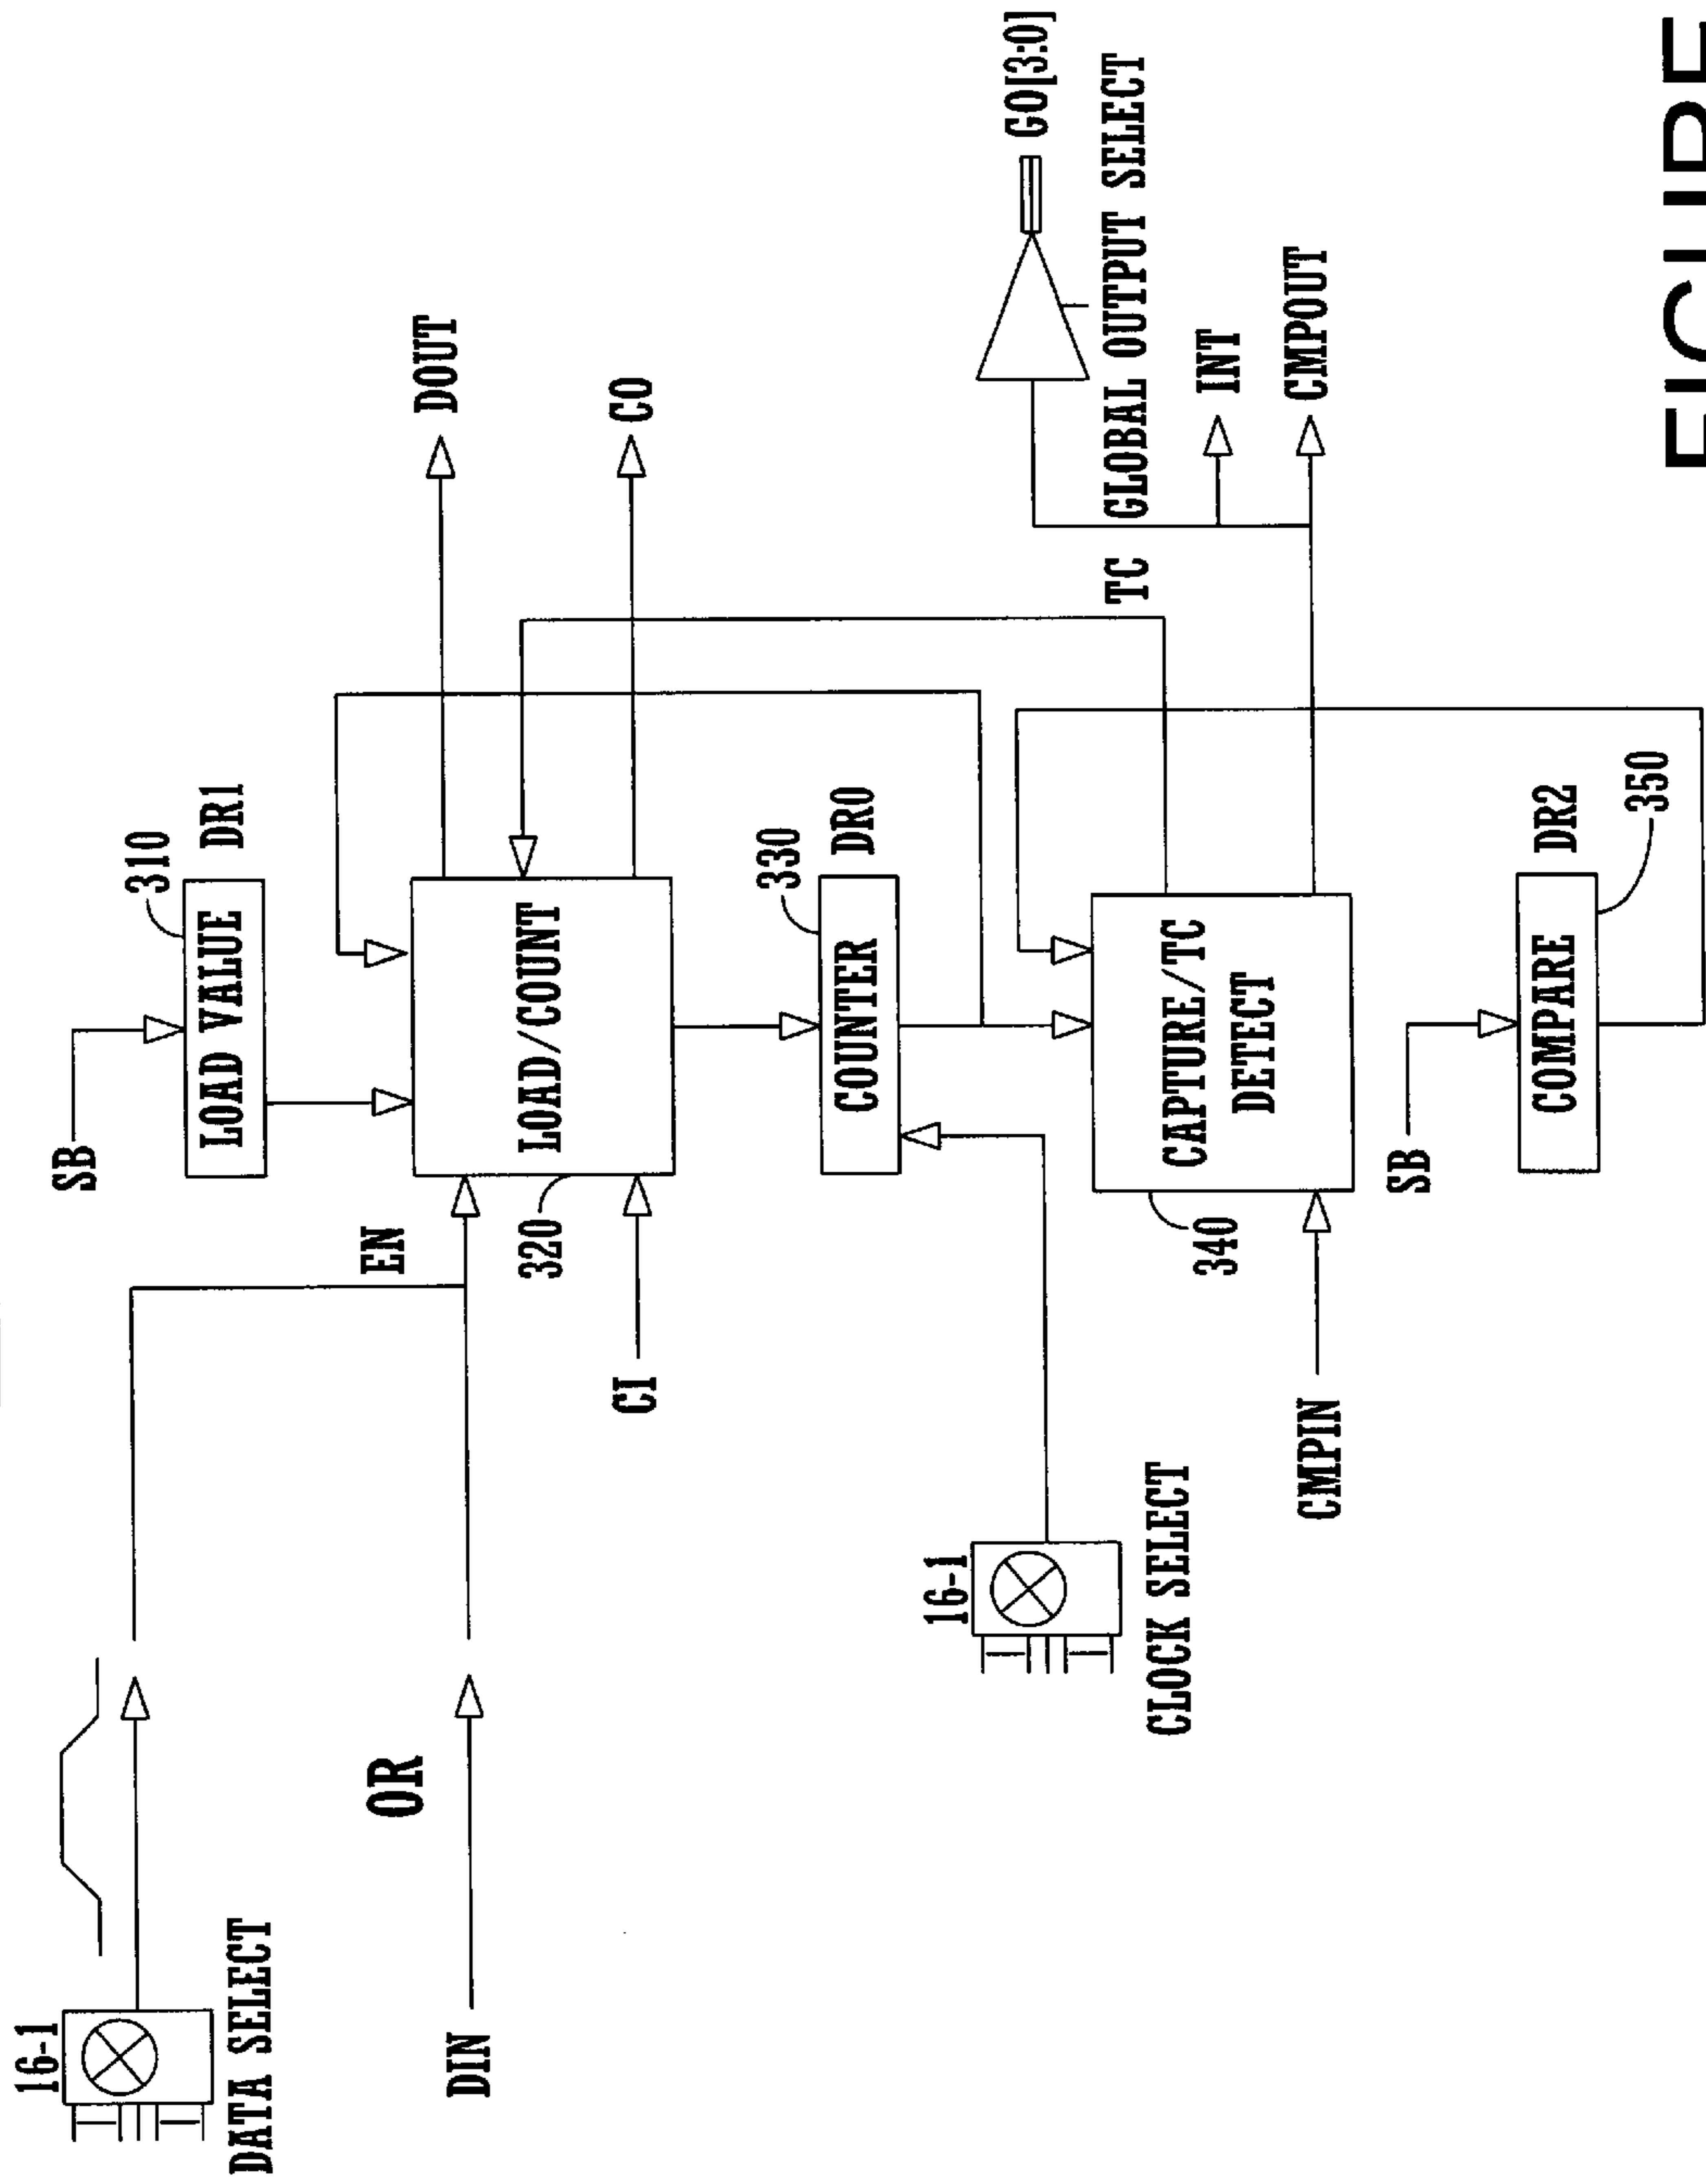 16-1
DATA SELECT
OR
DIN
EN
CI
SB
310
LOAD VALUE
DR1
320
LOAD/COUNT
DOUT
CO
16-1
CLOCK SELECT
330
COUNTER
DR0
CMPIN
340
CAPTURE/TC
DETECT
TC
GO[3:0]
GLOBAL OUTPUT SELECT
INT
CMPOUT
SB
COMPARE
DR2
350
FIGURE